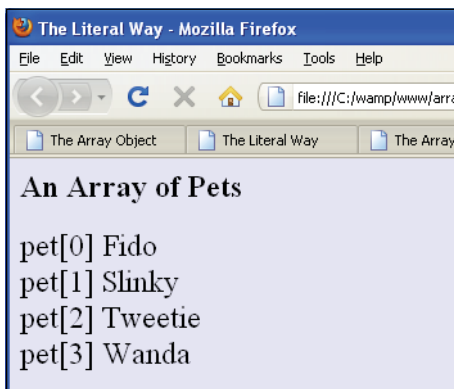 The Literal Way - Mozilla Firefox
File Edit View History Bookmarks Tools Help
file:///C:/wamp/www/arra
The Array Object The Literal Way The Array
An Array of Pets
pet[0] Fido
pet[1] Slinky
pet[2] Tweetie
pet[3] Wanda